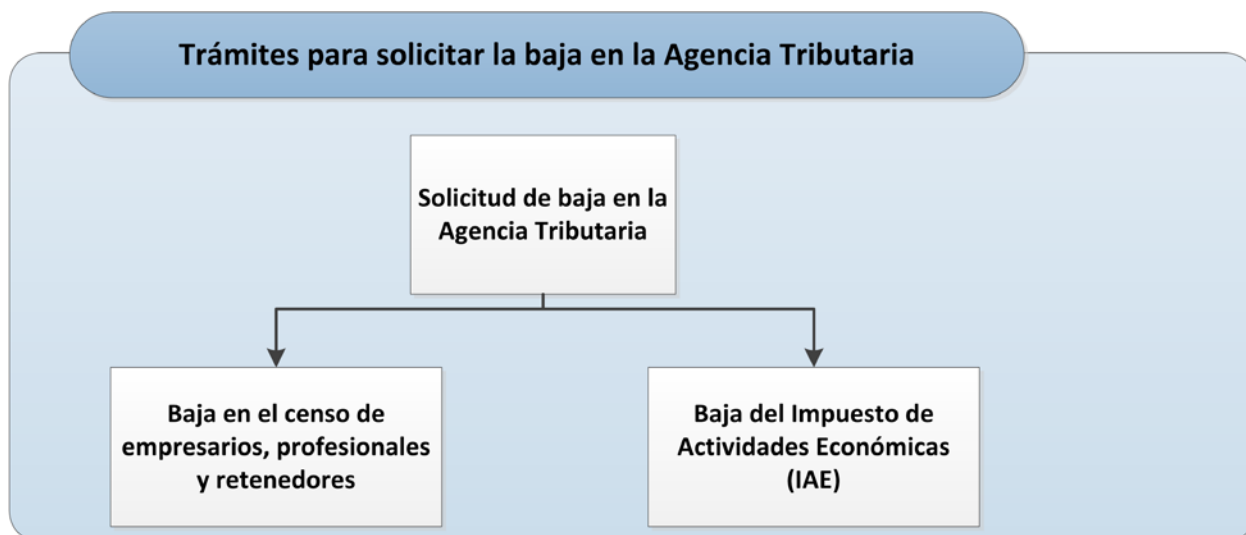 Trámites para solicitar la baja en la Agencia Tributaria
Solicitud de baja en la
Agencia Tributaria
Baja en el censo de
empresarios, profesionales
y retenedores
Baja del Impuesto de
Actividades Económicas
(IAE)